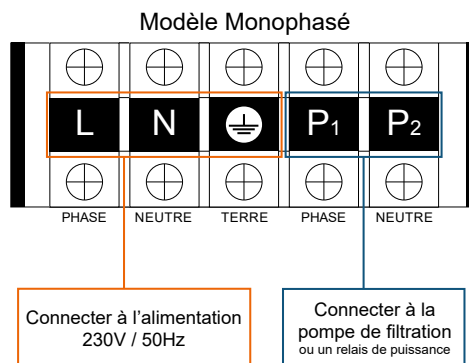 Modèle Monophasé
L N P1 P2
PHASE NEUTRE TERRE PHASE NEUTRE
Connecter à l'alimentation
230V / 50Hz
Connecter à la
pompe de filtration
ou un relais de puissance